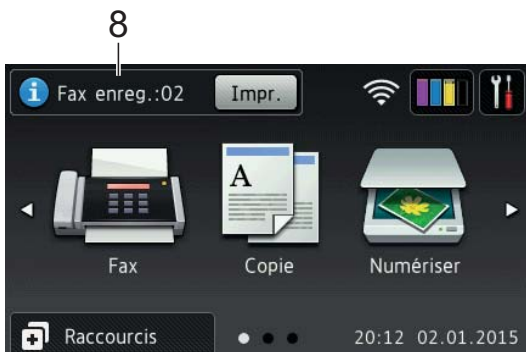 8
Fax enreg.:02 Impr.
A
Fax Copie Numériser
Raccourcis 20:12 02.01.2015